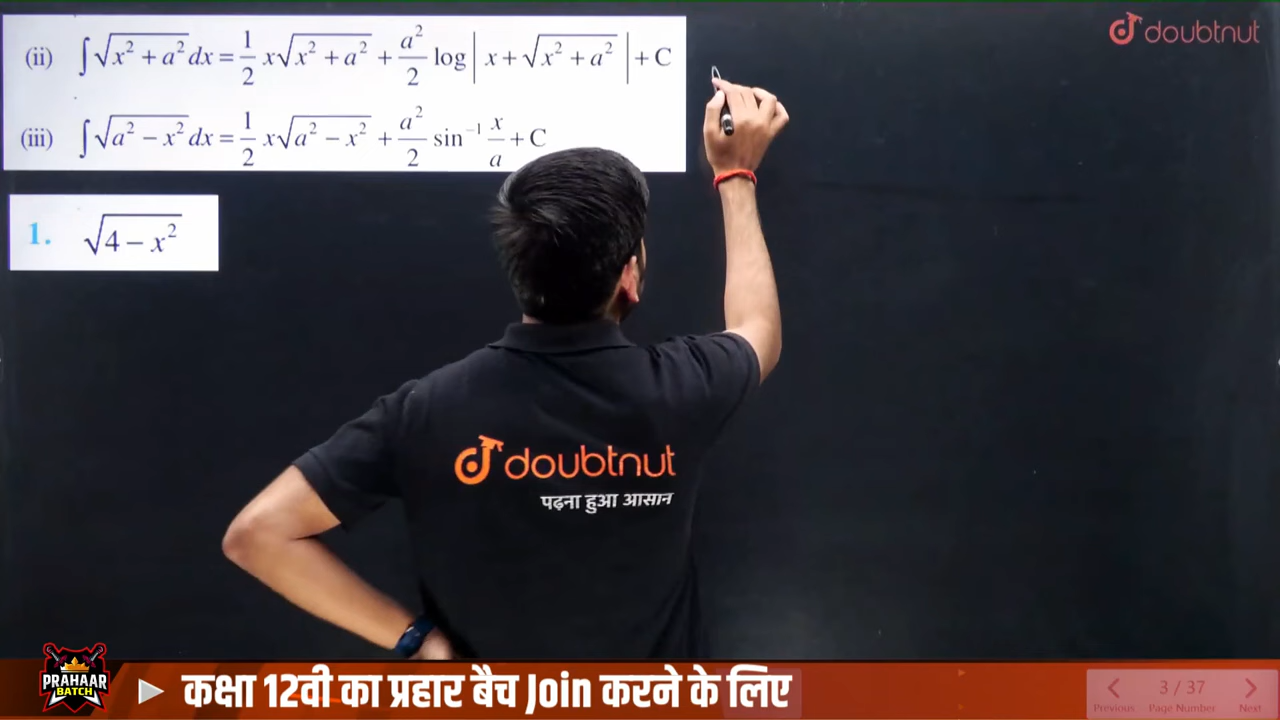 (ii) ∫√(x² + a²) dx = 1/2 x√(x² + a²) + a²/2 log | x + √(x² + a²) | + C
doubtnut
(iii) ∫√(a² − x²) dx = 1/2 x√(a² − x²) + a²/2 sin⁻¹ x/a + C
1. √(4 − x²)
doubtnut
पढ़ना हुआ आसान
PRAHAAR
BATCH
कक्षा 12वी का प्रहार बैच Join करने के लिए
3 / 37
Previous Page Number Next